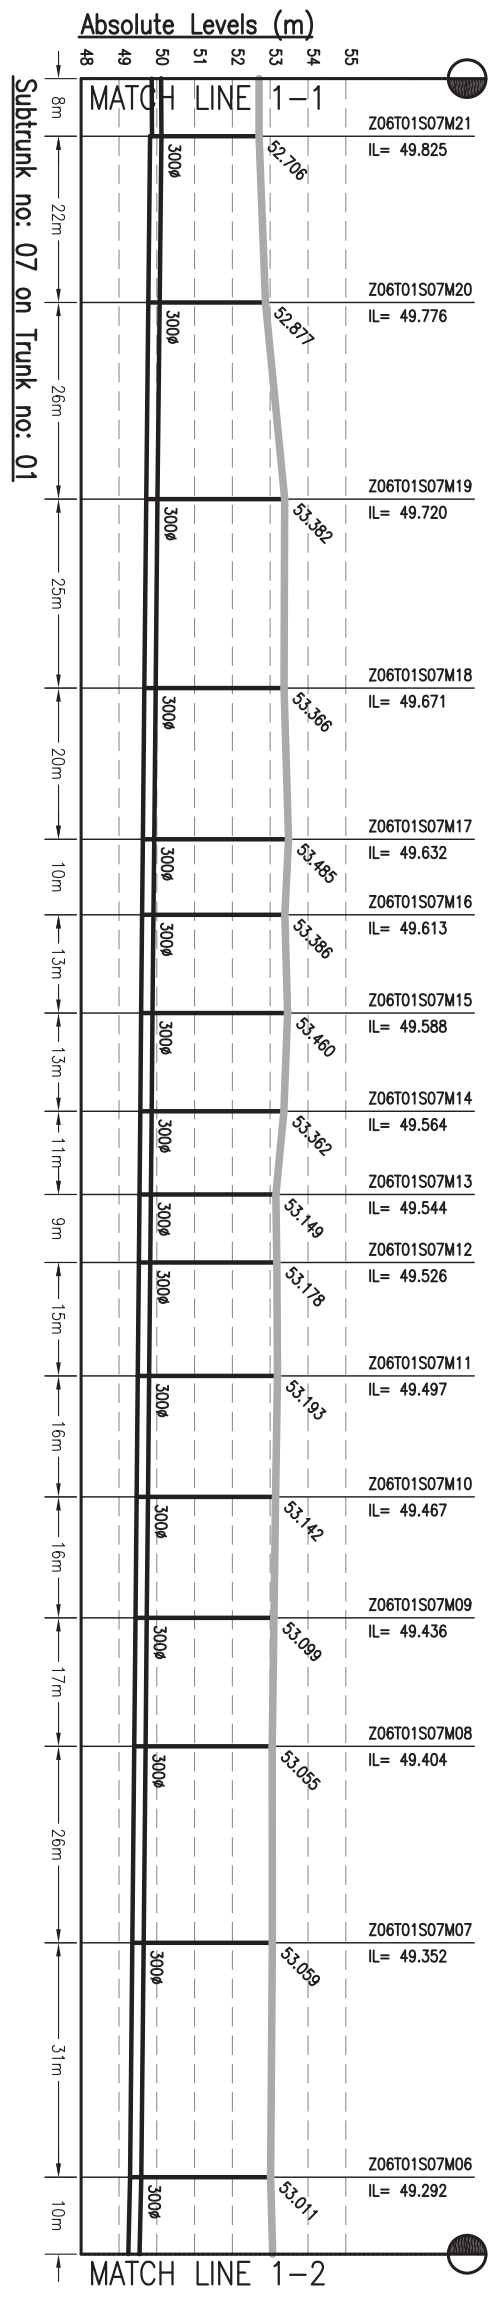 Absolute Levels (m)
48 49 50 51 52 53 54 55
Subtrunk no: 07 on Trunk no: 01
MATCH LINE 1-1
8m
Z06T01S07M21
IL= 49.825
52.706
300ø
22m
Z06T01S07M20
IL= 49.776
52.877
300ø
26m
Z06T01S07M19
IL= 49.720
53.382
300ø
25m
Z06T01S07M18
IL= 49.671
53.366
300ø
20m
Z06T01S07M17
IL= 49.632
53.485
300ø
10m
Z06T01S07M16
IL= 49.613
53.386
300ø
13m
Z06T01S07M15
IL= 49.588
53.460
300ø
13m
Z06T01S07M14
IL= 49.564
53.362
300ø
11m
Z06T01S07M13
IL= 49.544
53.149
300ø
9m
Z06T01S07M12
IL= 49.526
53.178
300ø
15m
Z06T01S07M11
IL= 49.497
53.193
300ø
16m
Z06T01S07M10
IL= 49.467
53.142
300ø
16m
Z06T01S07M09
IL= 49.436
53.099
300ø
17m
Z06T01S07M08
IL= 49.404
53.055
300ø
26m
Z06T01S07M07
IL= 49.352
53.059
300ø
31m
Z06T01S07M06
IL= 49.292
53.011
300ø
10m
MATCH LINE 1-2